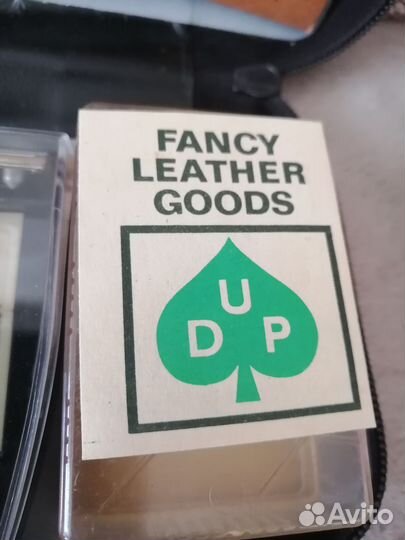 FANCY
LEATHER
GOODS
U
D P
Avito